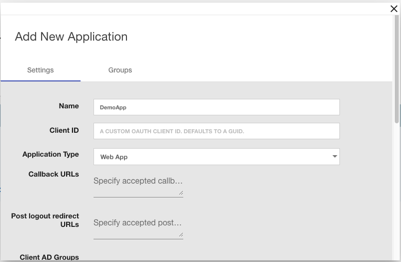 Add New Application
Settings Groups
Name DemoApp
Client ID A CUSTOM OAUTH CLIENT ID. DEFAULTS TO A GUID.
Application Type Web App
Callback URLs Specify accepted callb...
Post logout redirect
URLs Specify accepted post...
Client AD Groups